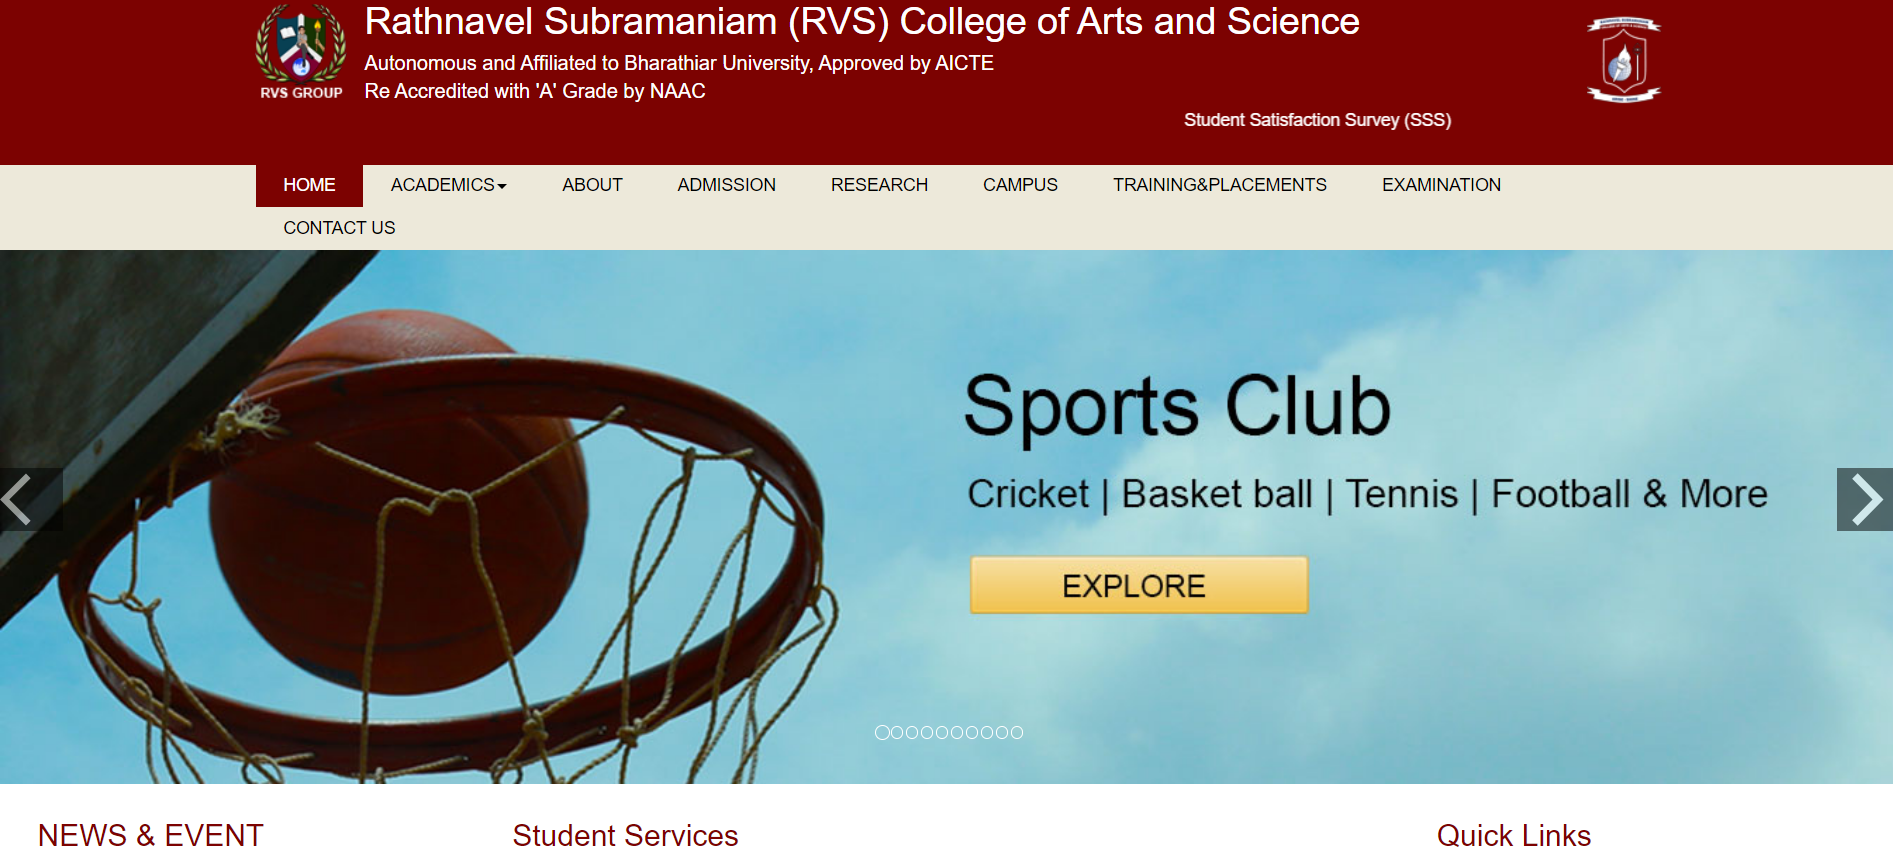 Rathnavel Subramaniam (RVS) College of Arts and Science
Autonomous and Affiliated to Bharathiar University, Approved by AICTE
Re Accredited with 'A' Grade by NAAC
RVS GROUP
Student Satisfaction Survey (SSS)
HOME ACADEMICS ABOUT ADMISSION RESEARCH CAMPUS TRAINING&PLACEMENTS EXAMINATION
CONTACT US
Sports Club
Cricket | Basket ball | Tennis | Football & More
EXPLORE
NEWS & EVENT Student Services Quick Links